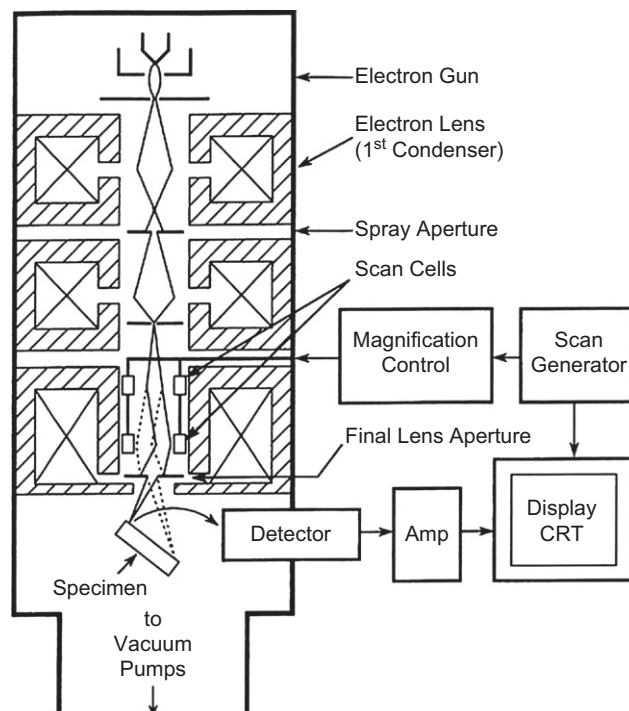 Electron Gun
Electron Lens
(1st Condenser)
Spray Aperture
Scan Cells
Magnification
Control
Scan
Generator
Final Lens Aperture
Detector
Amp
Display
CRT
Specimen
to
Vacuum
Pumps